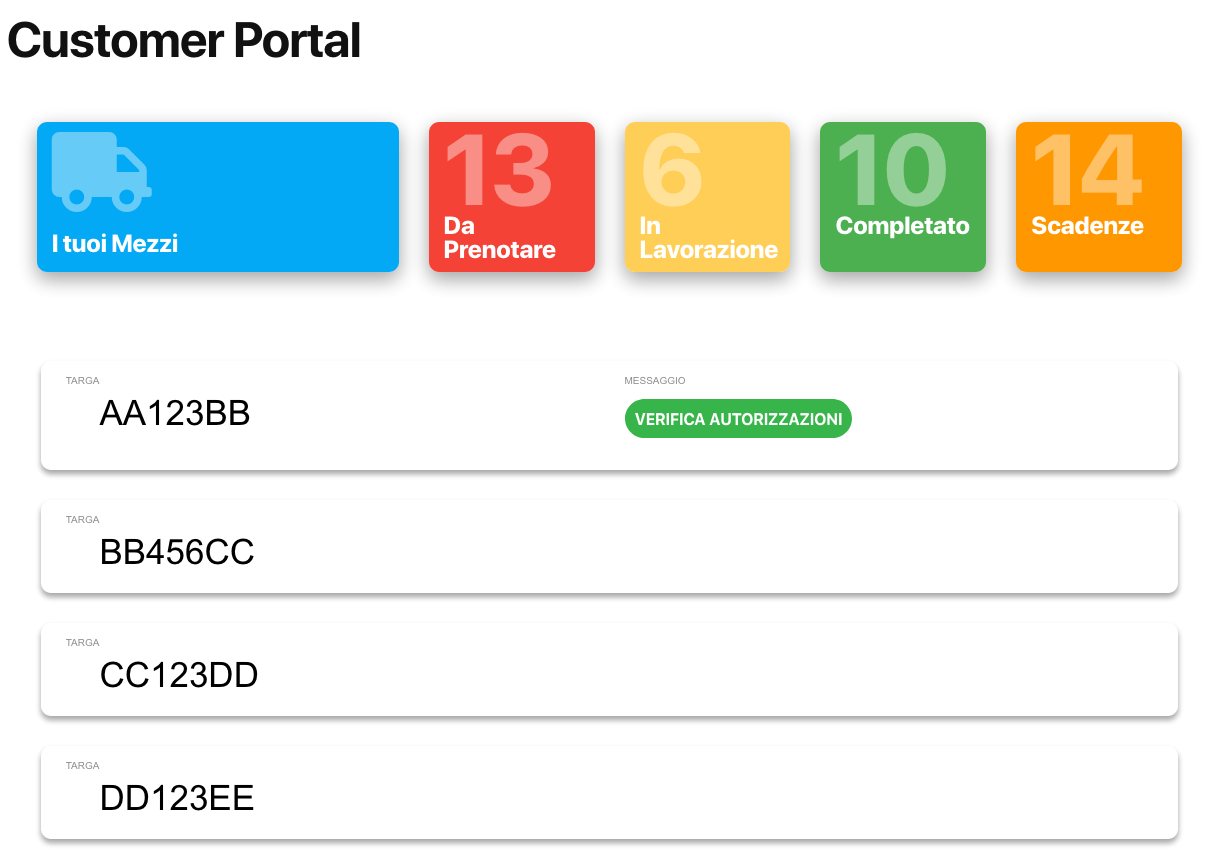 Customer Portal
I tuoi Mezzi
13
Da
Prenotare
6
In
Lavorazione
10
Completato
14
Scadenze
TARGA
AA123BB
MESSAGGIO
VERIFICA AUTORIZZAZIONI
TARGA
BB456CC
TARGA
CC123DD
TARGA
DD123EE